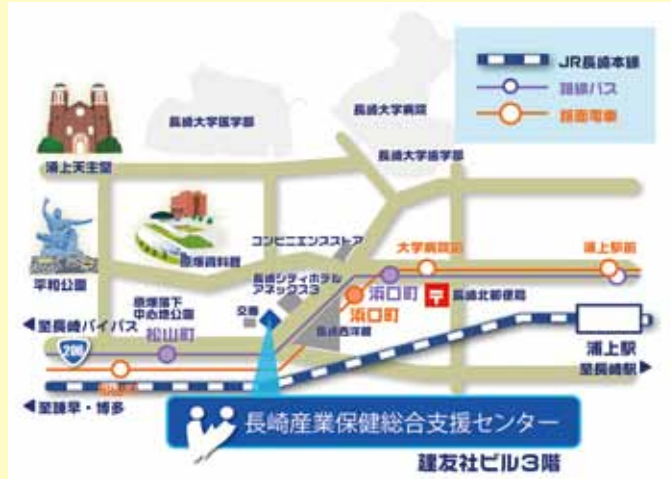 JR長崎本線
路線バス
路面電車
長崎大学医学部
長崎大学病院
長崎大学歯学部
浦上天主堂
平和公園
原爆資料館
コンビニエンスストア
長崎シティホテル
アネックス3
大学病院前
浦上駅前
浜口町
浜口町
長崎北郵便局
原爆落下
中心地公園
交番
長崎西洋館
至長崎バイパス
206
松山町
浦上駅
至長崎駅
至諫早・博多
長崎産業保健総合支援センター
建友社ビル3階